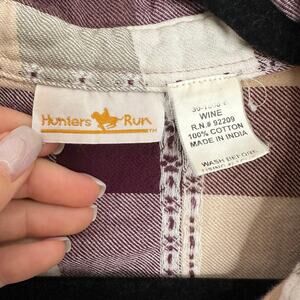 Hunters Run
TM
WINE
R.N.# 92209
100% COTTON
MADE IN INDIA
WASH BEFORE